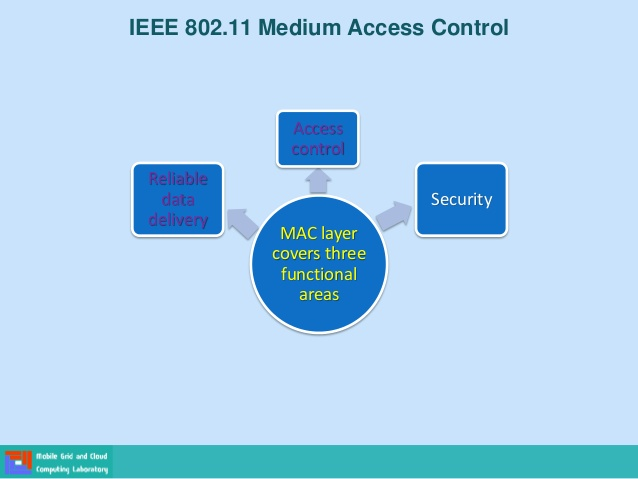 IEEE 802.11 Medium Access Control
Access
control
Reliable
data
delivery
Security
MAC layer
covers three
functional
areas
Mobile Grid and Cloud
Computing Laboratory